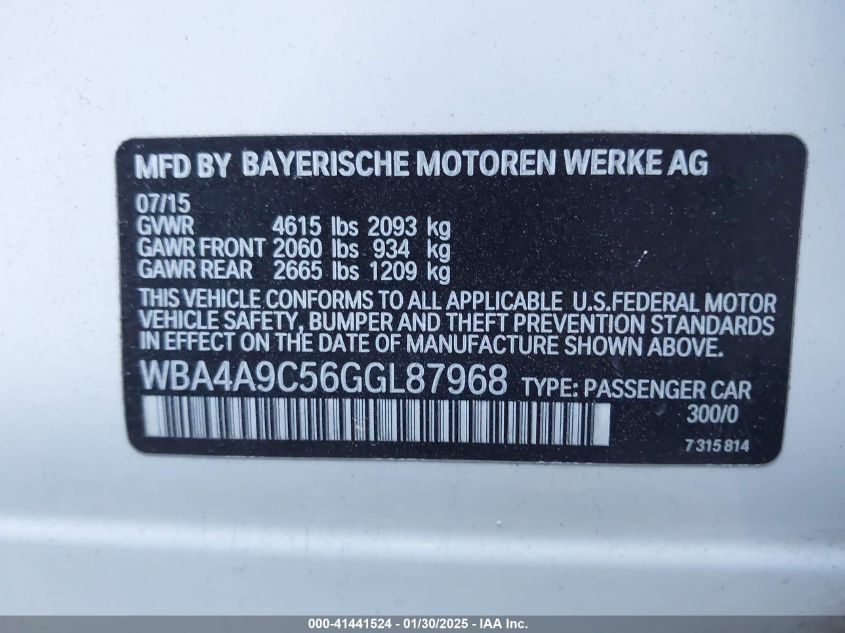 MFD BY BAYERISCHE MOTOREN WERKE AG
07/15
GVWR 4615 lbs 2093 kg
GAWR FRONT 2060 lbs 934 kg
GAWR REAR 2665 lbs 1209 kg
THIS VEHICLE CONFORMS TO ALL APPLICABLE U.S.FEDERAL MOTOR
VEHICLE SAFETY, BUMPER AND THEFT PREVENTION STANDARDS
IN EFFECT ON THE DATE OF MANUFACTURE SHOWN ABOVE.
WBA4A9C56GGL87968 TYPE: PASSENGER CAR
300/0
7 315 814
000-41441524 - 01/30/2025 - IAA Inc.